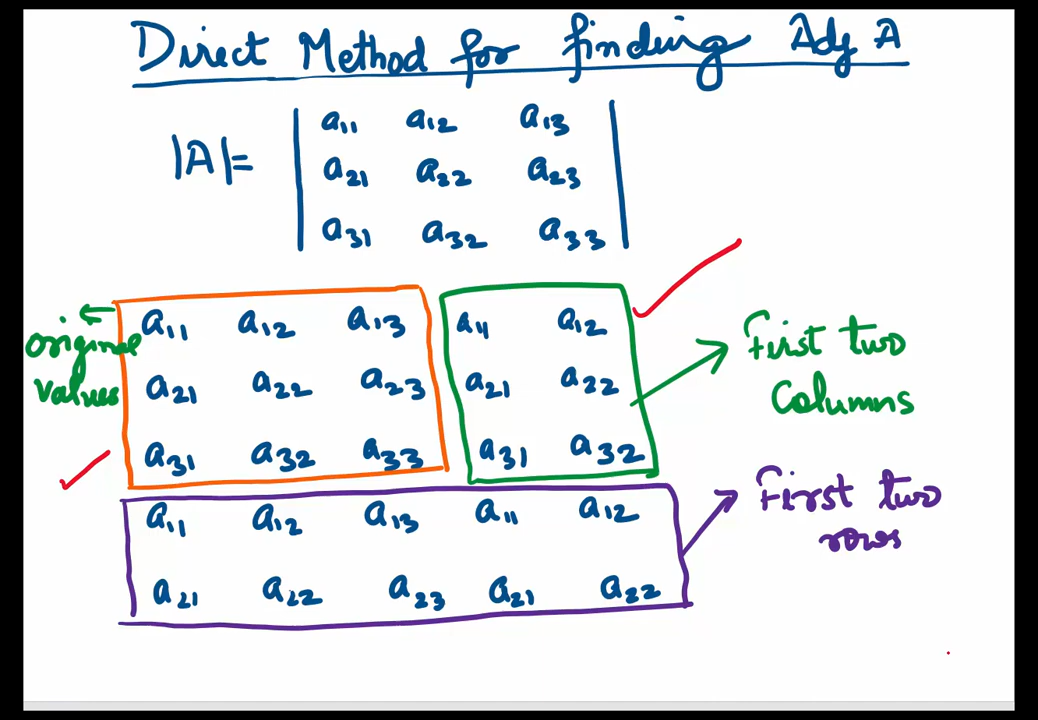 Direct Method for finding Adj A
|A|=
a11 a12 a13
a21 a22 a23
a31 a32 a33
original values
a11 a12 a13 a11 a12
a21 a22 a23 a21 a22
a31 a32 a33 a31 a32
First two
Columns
a11 a12 a13 a11 a12
a21 a22 a23 a21 a22
First two
rows